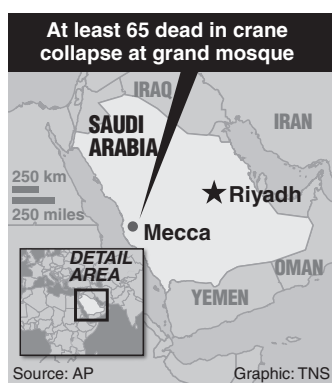 At least 65 dead in crane
collapse at grand mosque
IRAQ
SAUDI
ARABIA
IRAN
250 km
250 miles
Riyadh
Mecca
DETAIL
AREA
OMAN
YEMEN
Source: AP
Graphic: TNS